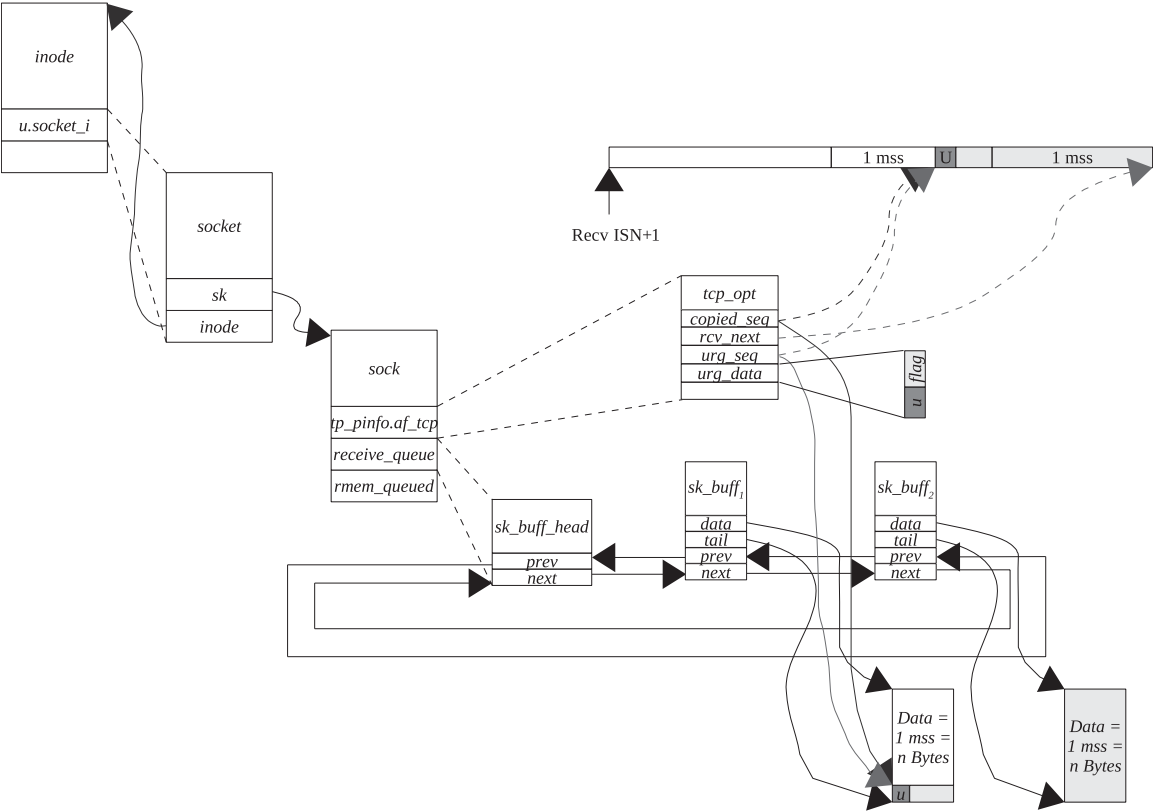 inode
u.socket_i
socket
sk
inode
sock
tp_pinfo.af_tcp
receive_queue
rmem_queued
1 mss
U
1 mss
Recv ISN+1
tcp_opt
copied_seq
rcv_next
urg_seq
urg_data
flag
u
sk_buff_head
prev
next
sk_buff1
data
tail
prev
next
sk_buff2
data
tail
prev
next
Data =
1 mss =
n Bytes
u
Data =
1 mss =
n Bytes